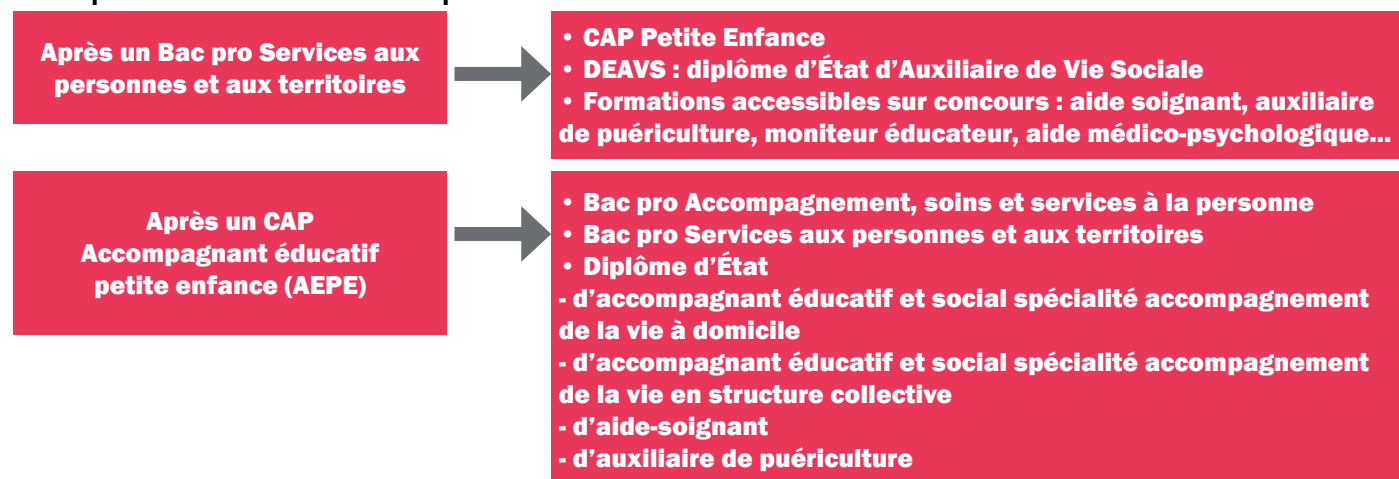 Après un Bac pro Services aux
personnes et aux territoires
• CAP Petite Enfance
• DEAVS : diplôme d’État d’Auxiliaire de Vie Sociale
• Formations accessibles sur concours : aide soignant, auxiliaire
de puériculture, moniteur éducateur, aide médico-psychologique...
Après un CAP
Accompagnant éducatif
petite enfance (AEPE)
• Bac pro Accompagnement, soins et services à la personne
• Bac pro Services aux personnes et aux territoires
• Diplôme d’État
- d’accompagnant éducatif et social spécialité accompagnement
de la vie à domicile
- d’accompagnant éducatif et social spécialité accompagnement
de la vie en structure collective
- d’aide-soignant
- d’auxiliaire de puériculture